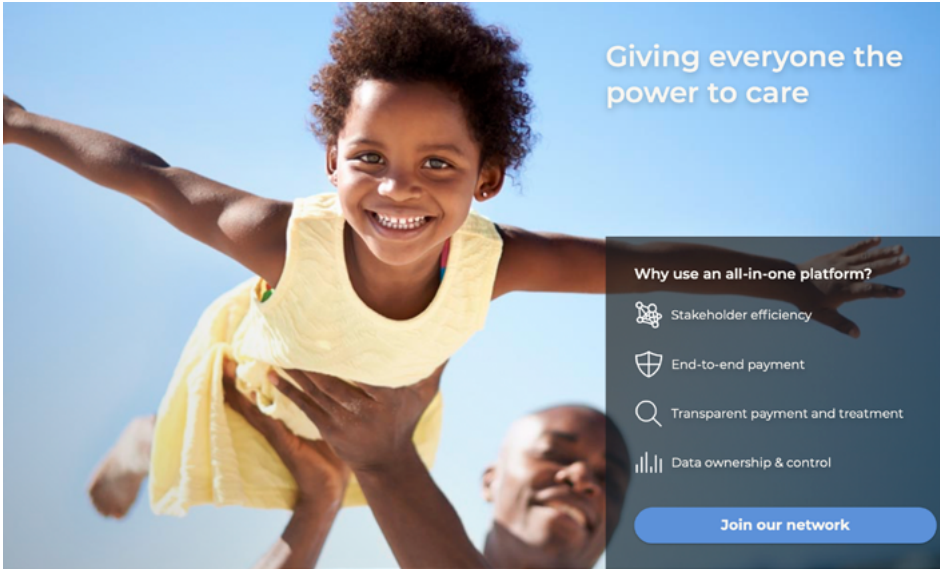 Giving everyone the
power to care
Why use an all-in-one platform?
Stakeholder efficiency
End-to-end payment
Transparent payment and treatment
Data ownership & control
Join our network